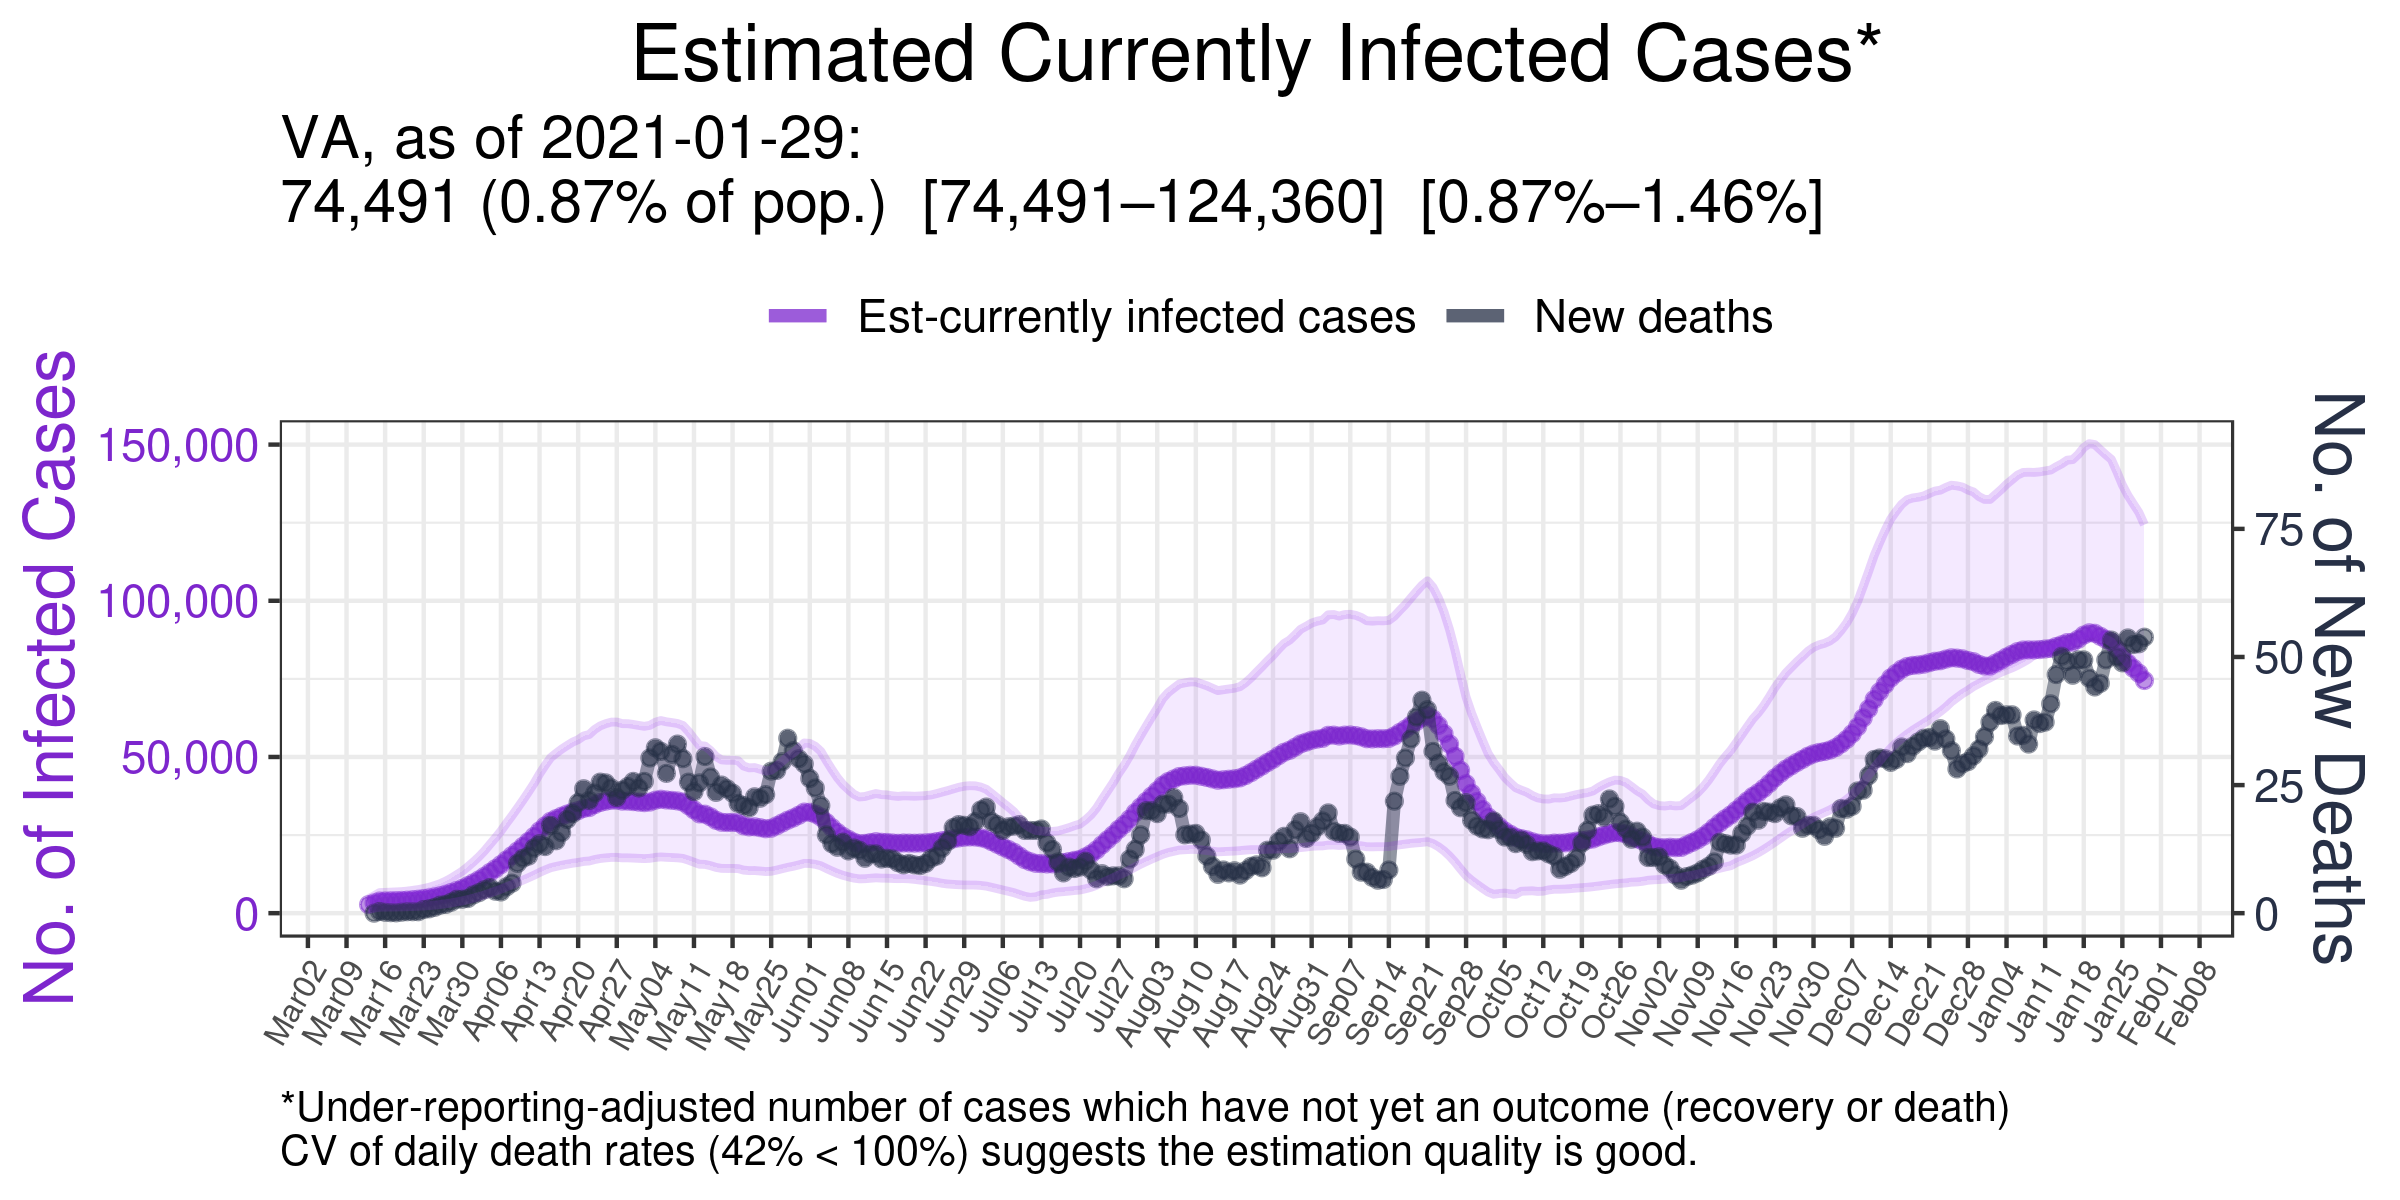 Estimated Currently Infected Cases*
VA, as of 2021-01-29:
74,491 (0.87% of pop.)  [74,491–124,360]  [0.87%–1.46%]
Est-currently infected cases
New deaths
No. of Infected Cases
150,000
100,000
50,000
0
No. of New Deaths
75
50
25
0
Mar02
Mar09
Mar16
Mar23
Mar30
Apr06
Apr13
Apr20
Apr27
May04
May11
May18
May25
Jun01
Jun08
Jun15
Jun22
Jun29
Jul06
Jul13
Jul20
Jul27
Aug03
Aug10
Aug17
Aug24
Aug31
Sep07
Sep14
Sep21
Sep28
Oct05
Oct12
Oct19
Oct26
Nov02
Nov09
Nov16
Nov23
Nov30
Dec07
Dec14
Dec21
Dec28
Jan04
Jan11
Jan18
Jan25
Feb01
Feb08
*Under-reporting-adjusted number of cases which have not yet an outcome (recovery or death)
CV of daily death rates (42% < 100%) suggests the estimation quality is good.